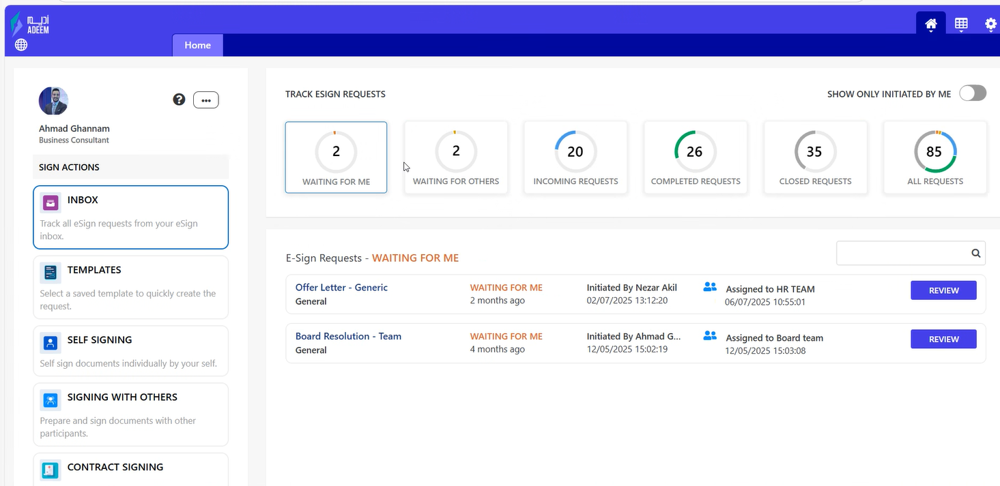 أديم
ADEEM
Home
Ahmad Ghannam
Business Consultant
SIGN ACTIONS
INBOX
Track all eSign requests from your eSign
inbox.
TEMPLATES
Select a saved template to quickly create the
request.
SELF SIGNING
Self sign documents individually by your self.
SIGNING WITH OTHERS
Prepare and sign documents with other
participants.
CONTRACT SIGNING
TRACK ESIGN REQUESTS
SHOW ONLY INITIATED BY ME
2
WAITING FOR ME
2
WAITING FOR OTHERS
20
INCOMING REQUESTS
26
COMPLETED REQUESTS
35
CLOSED REQUESTS
85
ALL REQUESTS
E-Sign Requests - WAITING FOR ME
Offer Letter - Generic WAITING FOR ME Initiated By Nezar Akil Assigned to HR TEAM REVIEW
General 2 months ago 02/07/2025 13:12:20 06/07/2025 10:55:01
Board Resolution - Team WAITING FOR ME Initiated By Ahmad G... Assigned to Board team REVIEW
General 4 months ago 12/05/2025 15:02:19 12/05/2025 15:03:08